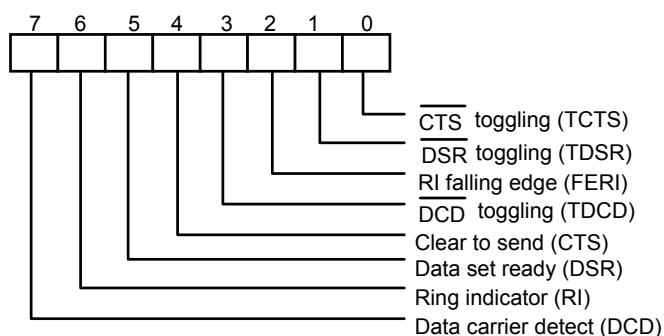 7 6 5 4 3 2 1 0
CTS toggling (TCTS)
DSR toggling (TDSR)
RI falling edge (FERI)
DCD toggling (TDCD)
Clear to send (CTS)
Data set ready (DSR)
Ring indicator (RI)
Data carrier detect (DCD)